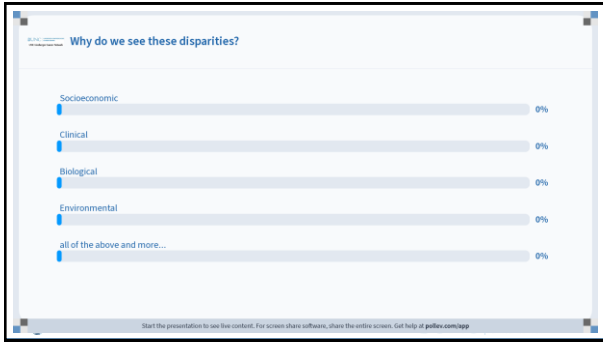 Why do we see these disparities?
Socioeconomic
0%
Clinical
0%
Biological
0%
Environmental
0%
all of the above and more...
0%
Start the presentation to see live content. For screen share software, share the entire screen. Get help at pollev.com/app